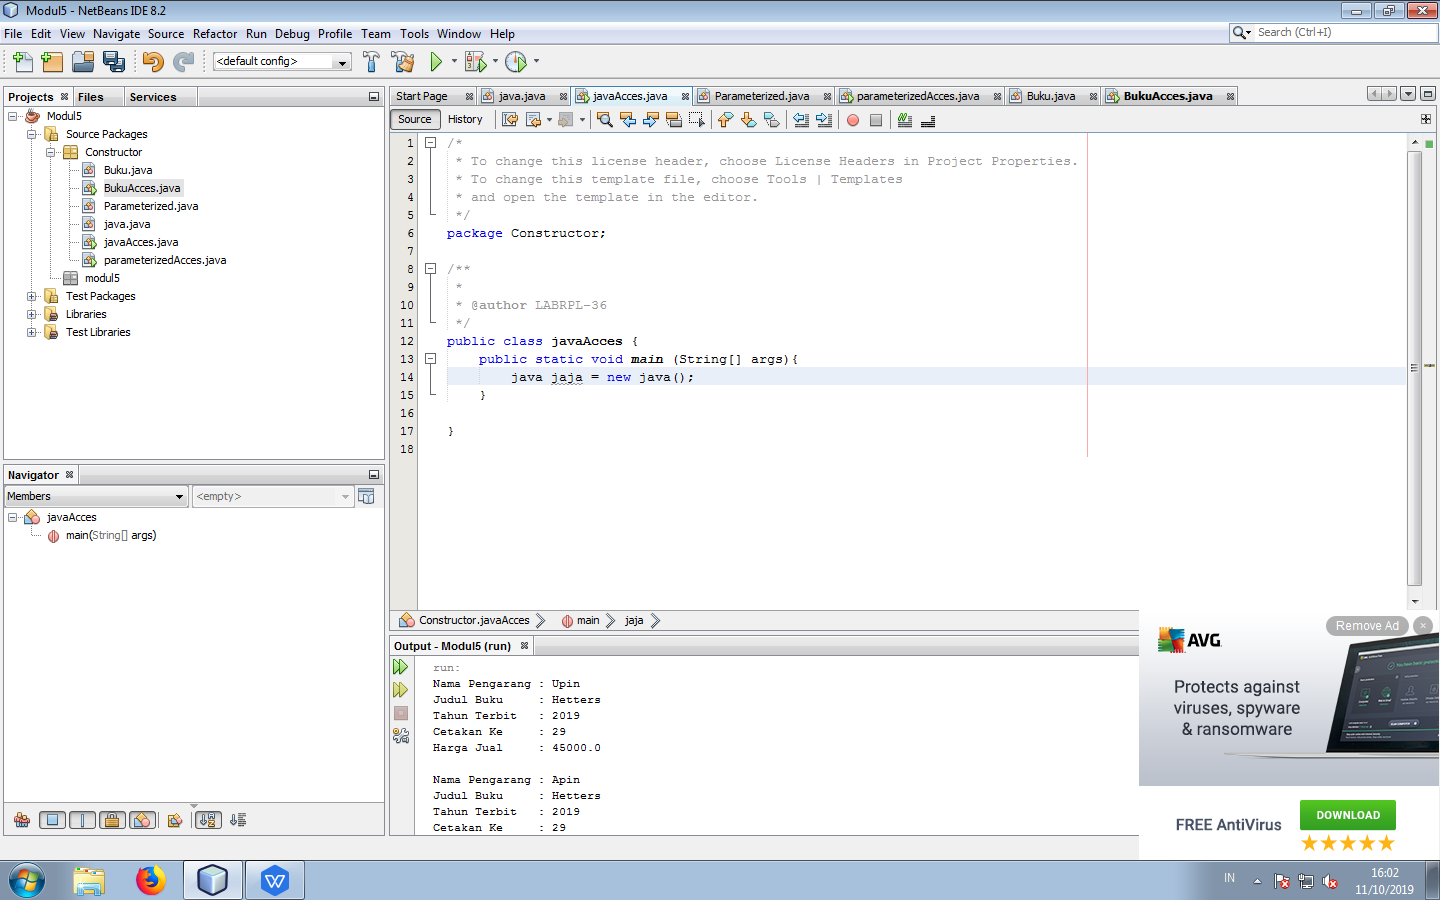 Modul5 - NetBeans IDE 8.2
File Edit View Navigate Source Refactor Run Debug Profile Team Tools Window Help
Search (Ctrl+I)
<default config>
Projects Files Services
Modul5
Source Packages
Constructor
Buku.java
BukuAcces.java
Parameterized.java
java.java
javaAcces.java
parameterizedAcces.java
modul5
Test Packages
Libraries
Test Libraries
Navigator
Members
<empty>
javaAcces
main(String[] args)
Start Page java.java javaAcces.java Parameterized.java parameterizedAcces.java Buku.java BukuAcces.java
Source History
1 /*
2 * To change this license header, choose License Headers in Project Properties.
3 * To change this template file, choose Tools | Templates
4 * and open the template in the editor.
5 */
6 package Constructor;
7
8 /**
9 *
10 * @author LABRPL-36
11 */
12 public class javaAcces {
13 public static void main (String[] args){
14 java jaja = new java();
15 }
16
17 }
18
Constructor.javaAcces main jaja
Output - Modul5 (run)
run:
Nama Pengarang : Upin
Judul Buku : Hetters
Tahun Terbit : 2019
Cetakan Ke : 29
Harga Jual : 45000.0
Nama Pengarang : Apin
Judul Buku : Hetters
Tahun Terbit : 2019
Cetakan Ke : 29
Remove Ad ×
AVG
Protects against
viruses, spyware
& ransomware
FREE AntiVirus
DOWNLOAD
IN
16:02
11/10/2019